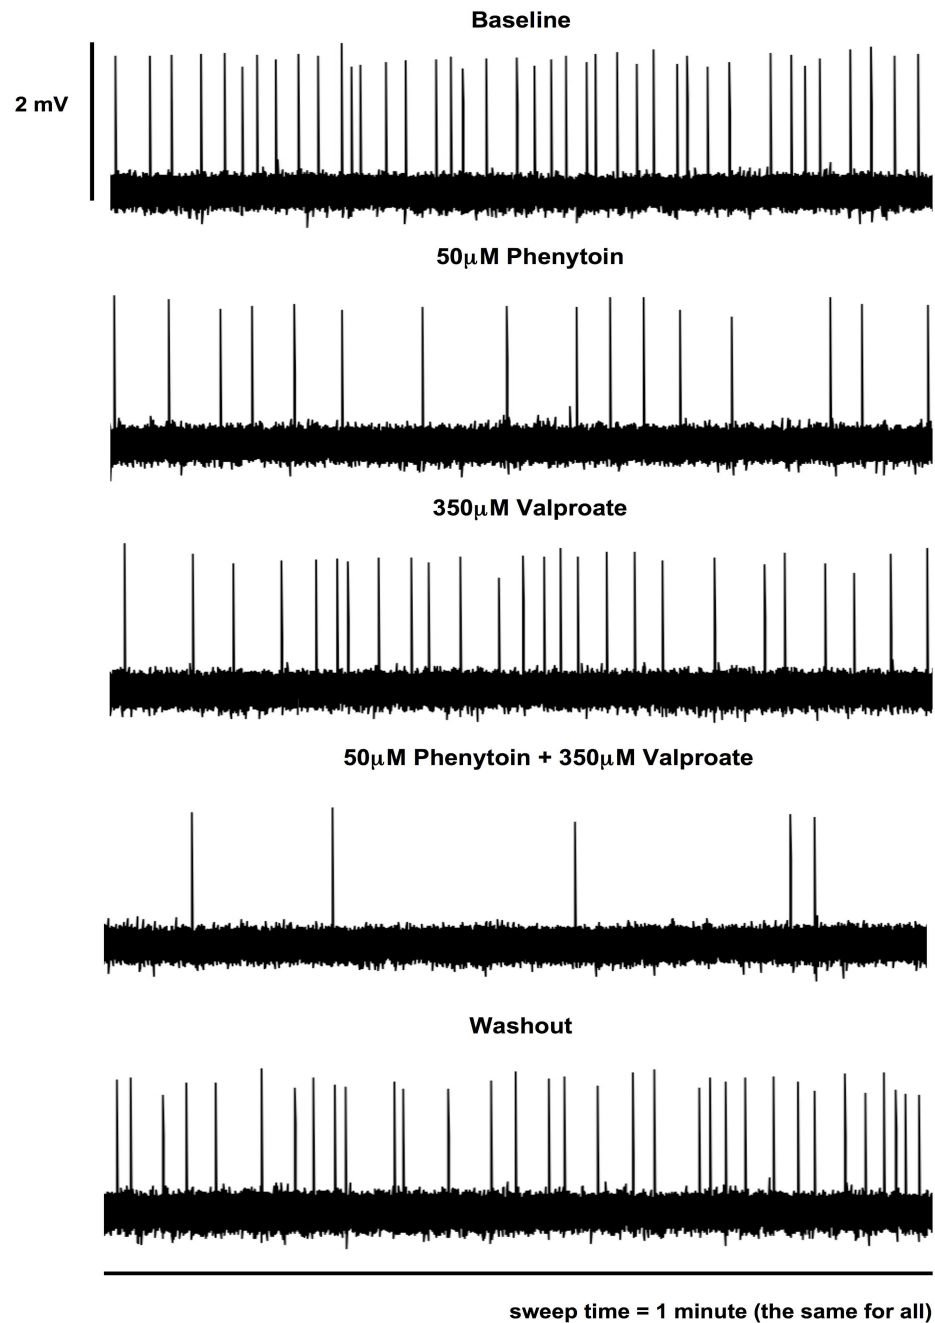 Baseline
2 mV
50μM Phenytoin
350μM Valproate
50μM Phenytoin + 350μM Valproate
Washout
sweep time = 1 minute (the same for all)